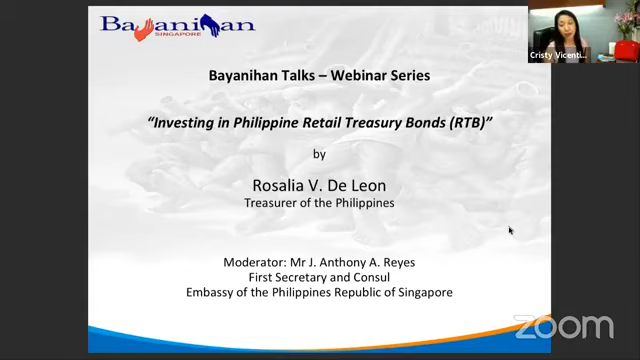 Bayanihan
SINGAPORE
Cristy Vicenti...
Bayanihan Talks – Webinar Series
“Investing in Philippine Retail Treasury Bonds (RTB)”
by
Rosalia V. De Leon
Treasurer of the Philippines
Moderator: Mr J. Anthony A. Reyes
First Secretary and Consul
Embassy of the Philippines Republic of Singapore
zoom